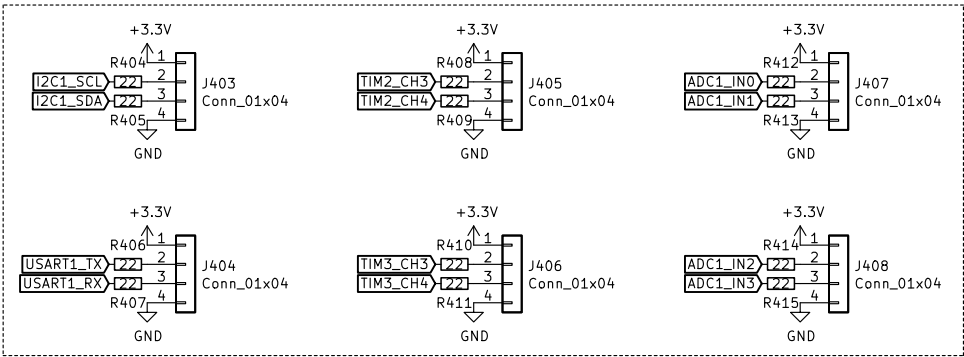 +3.3V
R404
1
I2C1_SCL
22
2
J403
I2C1_SDA
22
3
Conn_01x04
R405
4
GND
+3.3V
R408
1
TIM2_CH3
22
2
J405
TIM2_CH4
22
3
Conn_01x04
R409
4
GND
+3.3V
R412
1
ADC1_IN0
22
2
J407
ADC1_IN1
22
3
Conn_01x04
R413
4
GND
+3.3V
R406
1
USART1_TX
22
2
J404
USART1_RX
22
3
Conn_01x04
R407
4
GND
+3.3V
R410
1
TIM3_CH3
22
2
J406
TIM3_CH4
22
3
Conn_01x04
R411
4
GND
+3.3V
R414
1
ADC1_IN2
22
2
J408
ADC1_IN3
22
3
Conn_01x04
R415
4
GND